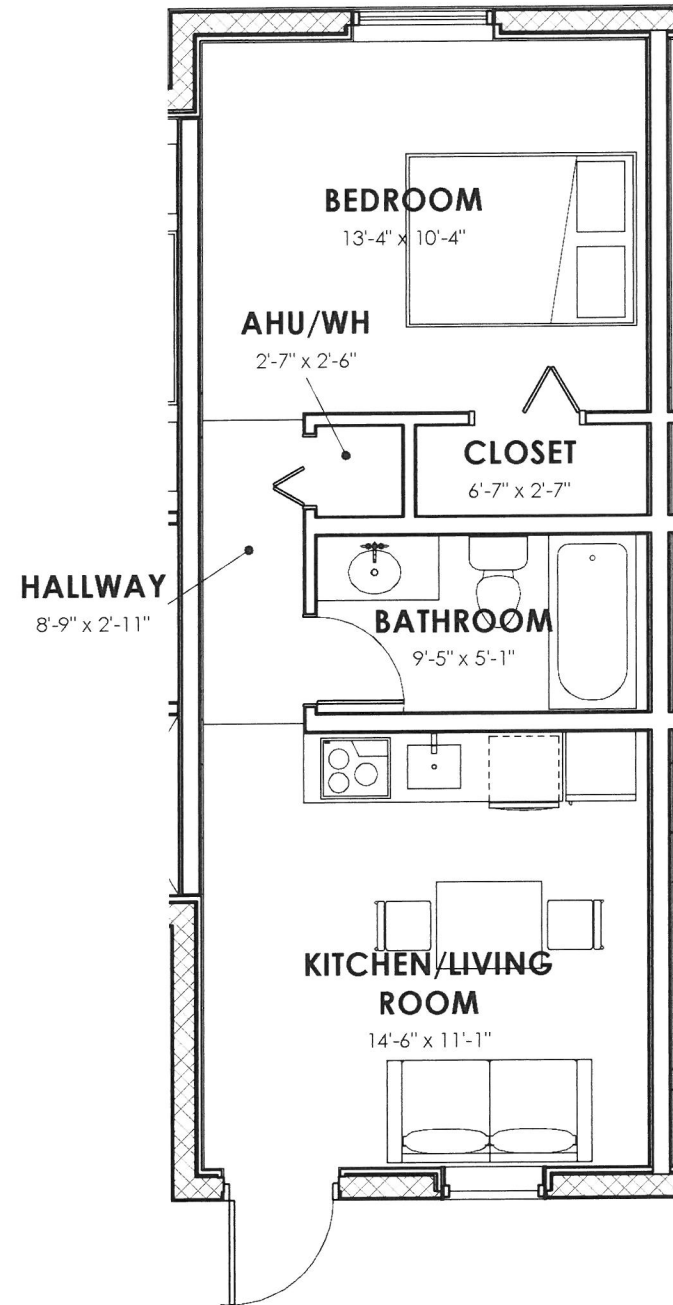 BEDROOM
13'-4" x 10'-4"
AHU/WH
2'-7" x 2'-6"
CLOSET
6'-7" x 2'-7"
HALLWAY
8'-9" x 2'-11"
BATHROOM
9'-5" x 5'-1"
KITCHEN/LIVING
ROOM
14'-6" x 11'-1"